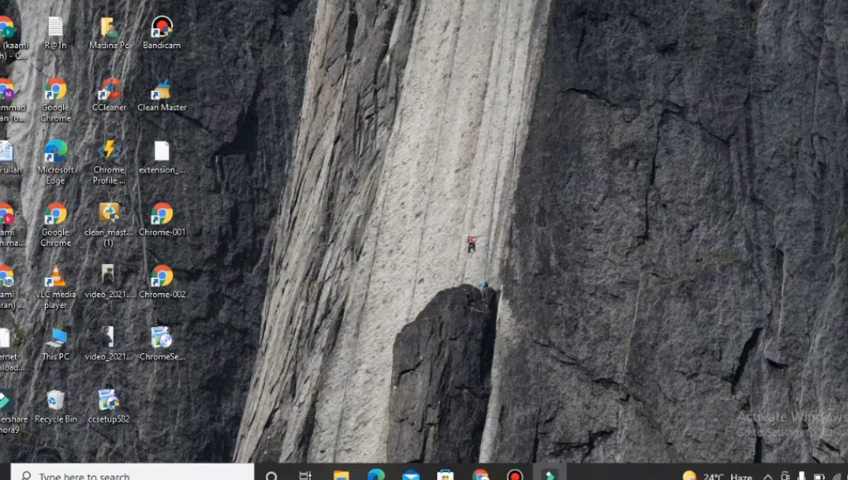 R@1n
Madina Pc
Bandicam
Google
Chrome
CCleaner
Clean Master
Microsoft
Edge
Chrome
Profile ...
extension_...
Google
Chrome
clean_mast...
(1)
Chrome-001
VLC media
player
video_2021...
Chrome-002
This PC
video_2021...
ChromeSe...
Recycle Bin
ccsetup582
Activate Windows
Type here to search
24°C Haze